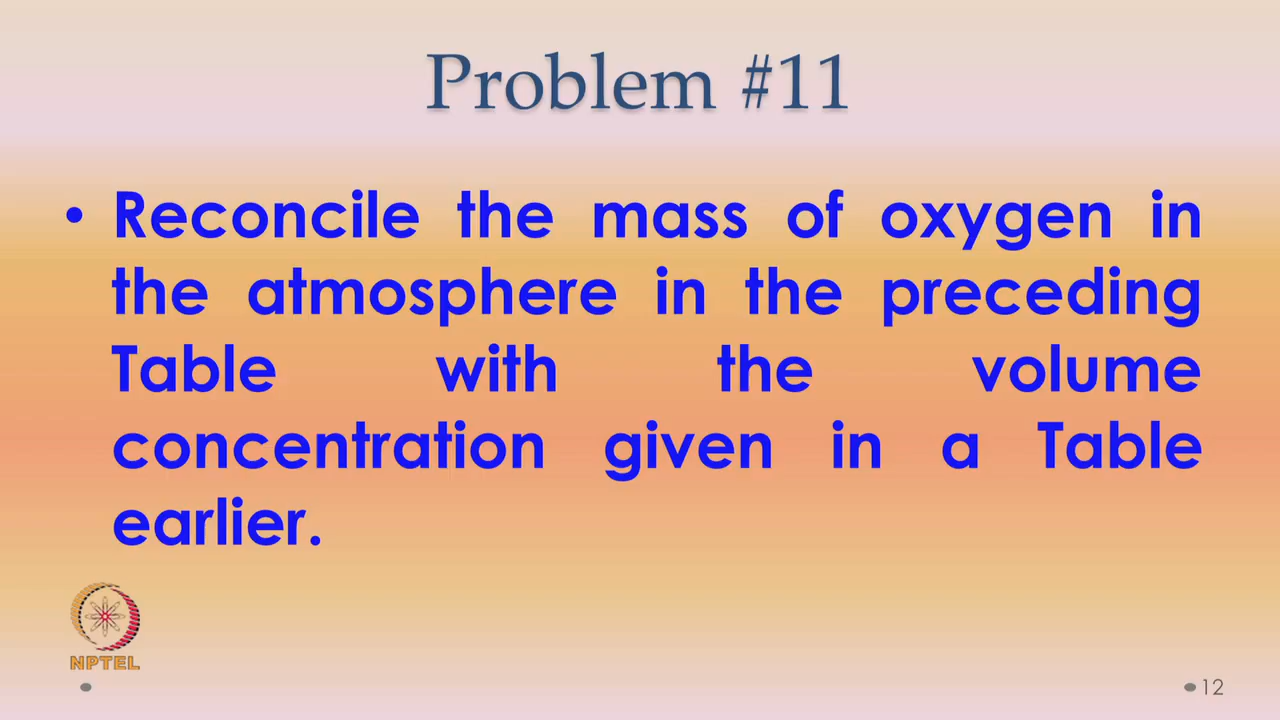 Problem #11
• Reconcile the mass of oxygen in
the atmosphere in the preceding
Table with the volume
concentration given in a Table
earlier.
NPTEL
12